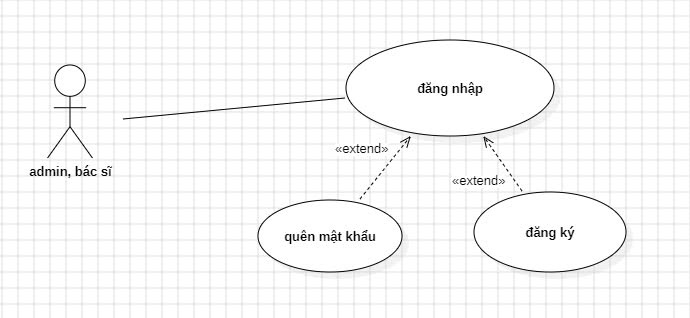 đăng nhập
«extend»
admin, bác sĩ
«extend»
quên mật khẩu
đăng ký